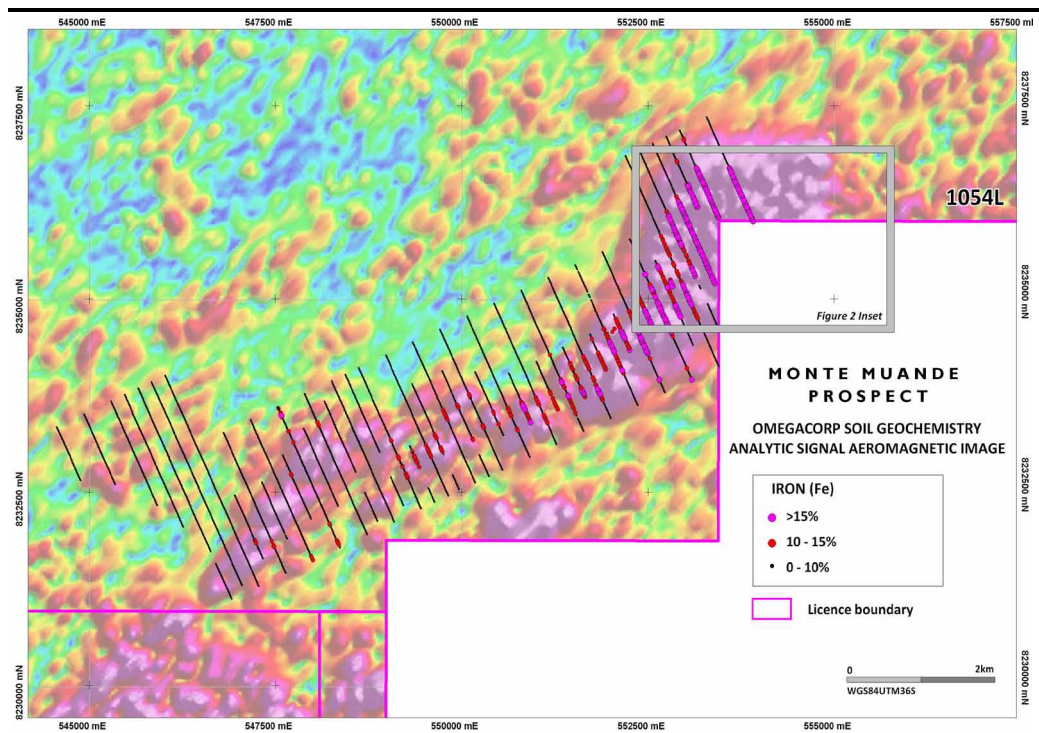 545000 mE 547500 mE 550000 mE 552500 mE 555000 mE 557500 ml
8237500 mN
8237500 mN
1054L
8235000 mN
8235000 mN
Figure 2 Inset
MONTE MUANDE
PROSPECT
OMEGACORP SOIL GEOCHEMISTRY
ANALYTIC SIGNAL AEROMAGNETIC IMAGE
8232500 mN
8232500 mN
IRON (Fe)
>15%
10 - 15%
0 - 10%
Licence boundary
8230000 mN
8230000 mN
0 2km
WGS84UTM36S
545000 mE 547500 mE 550000 mE 552500 mE 555000 mE